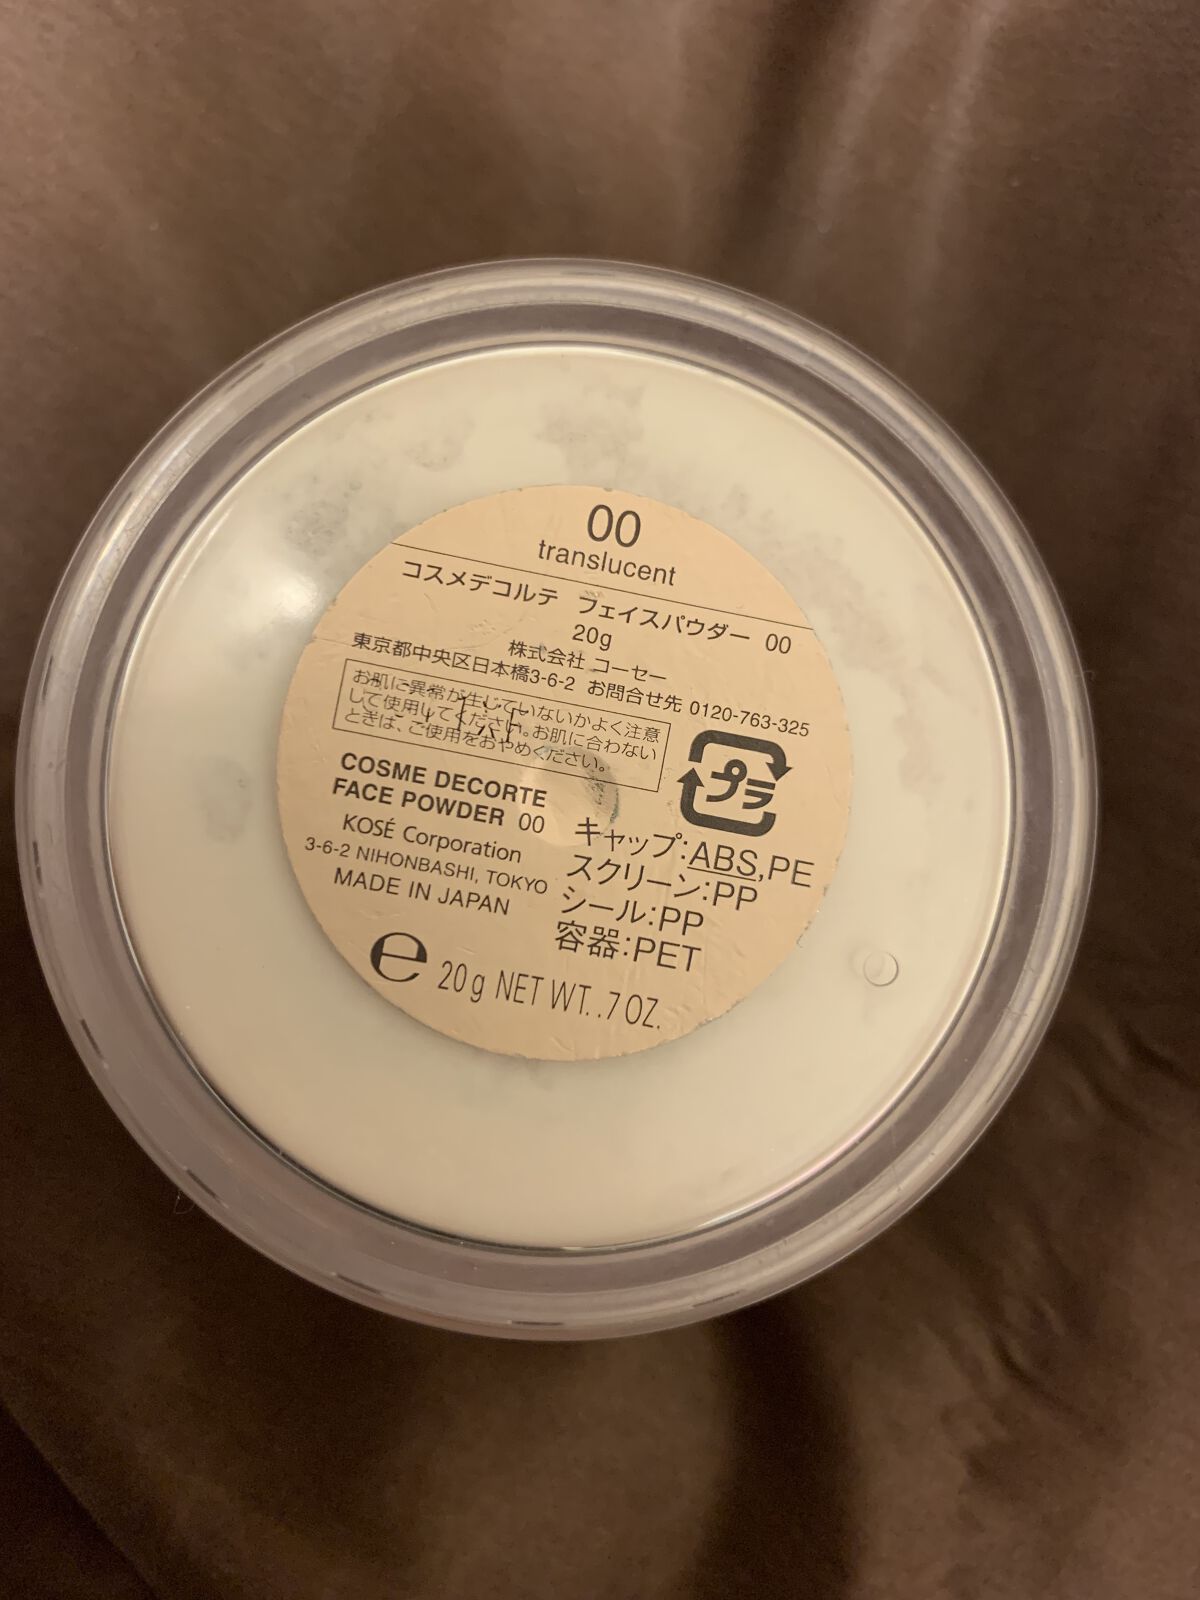 00
translucent
コスメデコルテ フェイスパウダー 00
20g
株式会社 コーセー
東京都中央区日本橋3-6-2 お問合せ先 0120-763-325
お肌に異常が生じていないかよく注意
して使用してください。お肌に合わない
ときは、ご使用をおやめください。
プラ
COSME DECORTE
FACE POWDER 00
KOSÉ Corporation
3-6-2 NIHONBASHI, TOKYO
MADE IN JAPAN
キャップ:ABS,PE
スクリーン:PP
シール:PP
容器:PET
e 20g NET WT. .7 OZ.